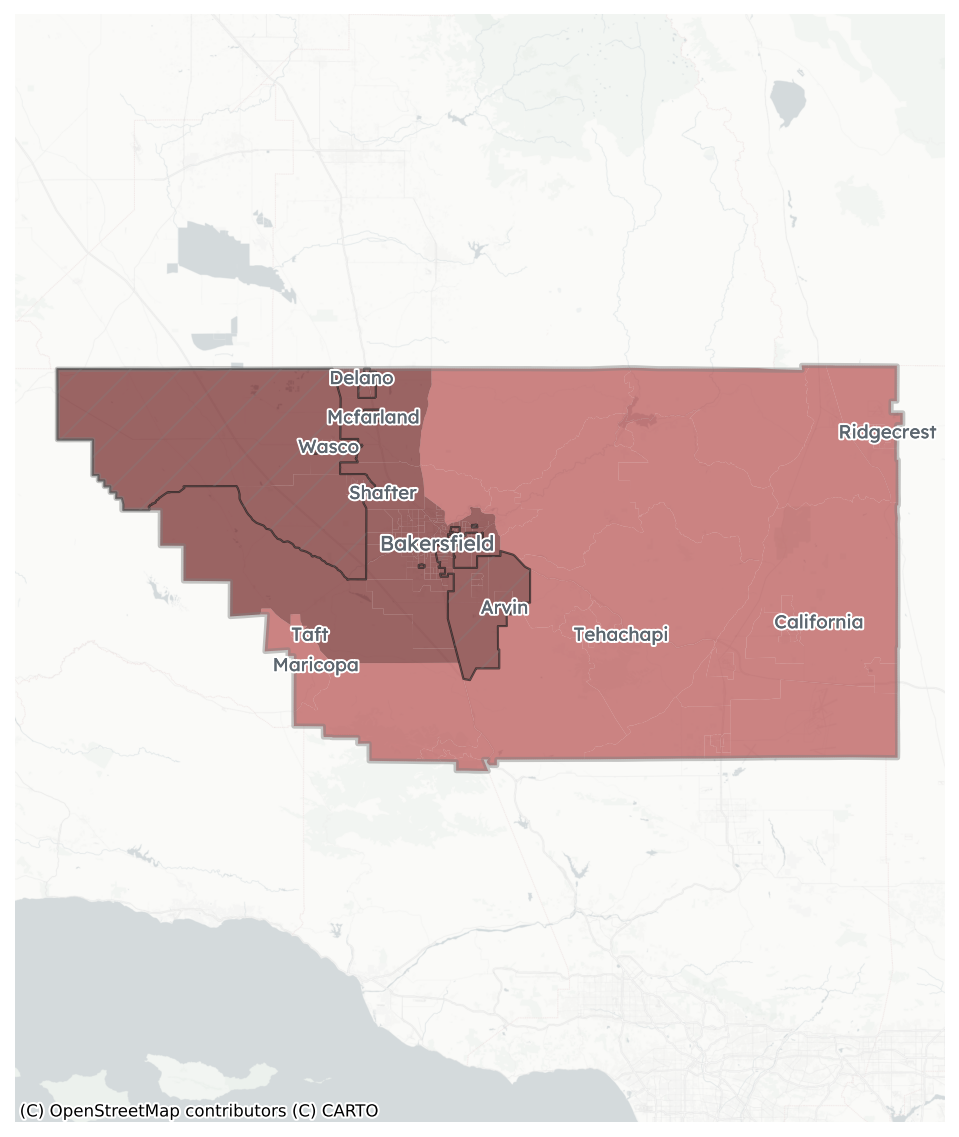 Delano
Mcfarland
Ridgecrest
Wasco
Shafter
Bakersfield
Arvin
California
Taft
Tehachapi
Maricopa
(C) OpenStreetMap contributors (C) CARTO